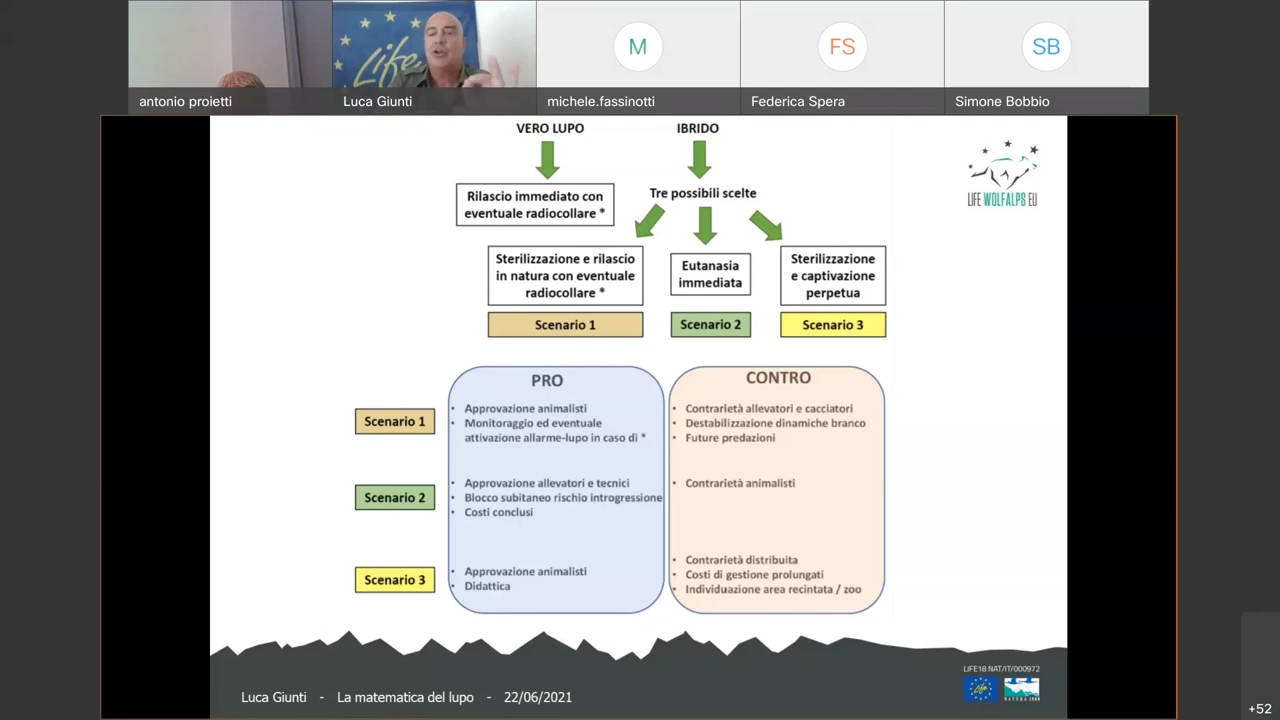 Life
antonio proietti
Luca Giunti
M
michele.fassinotti
FS
Federica Spera
SB
Simone Bobbio
VERO LUPO
IBRIDO
Rilascio immediato con
eventuale radiocollare *
Tre possibili scelte
LIFE WOLFALPS EU
Sterilizzazione e rilascio
in natura con eventuale
radiocollare *
Eutanasia
immediata
Sterilizzazione
e captivazione
perpetua
Scenario 1
Scenario 2
Scenario 3
PRO
CONTRO
Scenario 1
• Approvazione animalisti
• Monitoraggio ed eventuale
attivazione allarme-lupo in caso di *
• Contrarietà allevatori e cacciatori
• Destabilizzazione dinamiche branco
• Future predazioni
Scenario 2
• Approvazione allevatori e tecnici
• Blocco subitaneo rischio introgressione
• Costi conclusi
• Contrarietà animalisti
Scenario 3
• Approvazione animalisti
• Didattica
• Contrarietà distribuita
• Costi di gestione prolungati
• Individuazione area recintata / zoo
LIFE18 NAT/IT/000972
Life
NATURA 2000
Luca Giunti - La matematica del lupo - 22/06/2021
+52